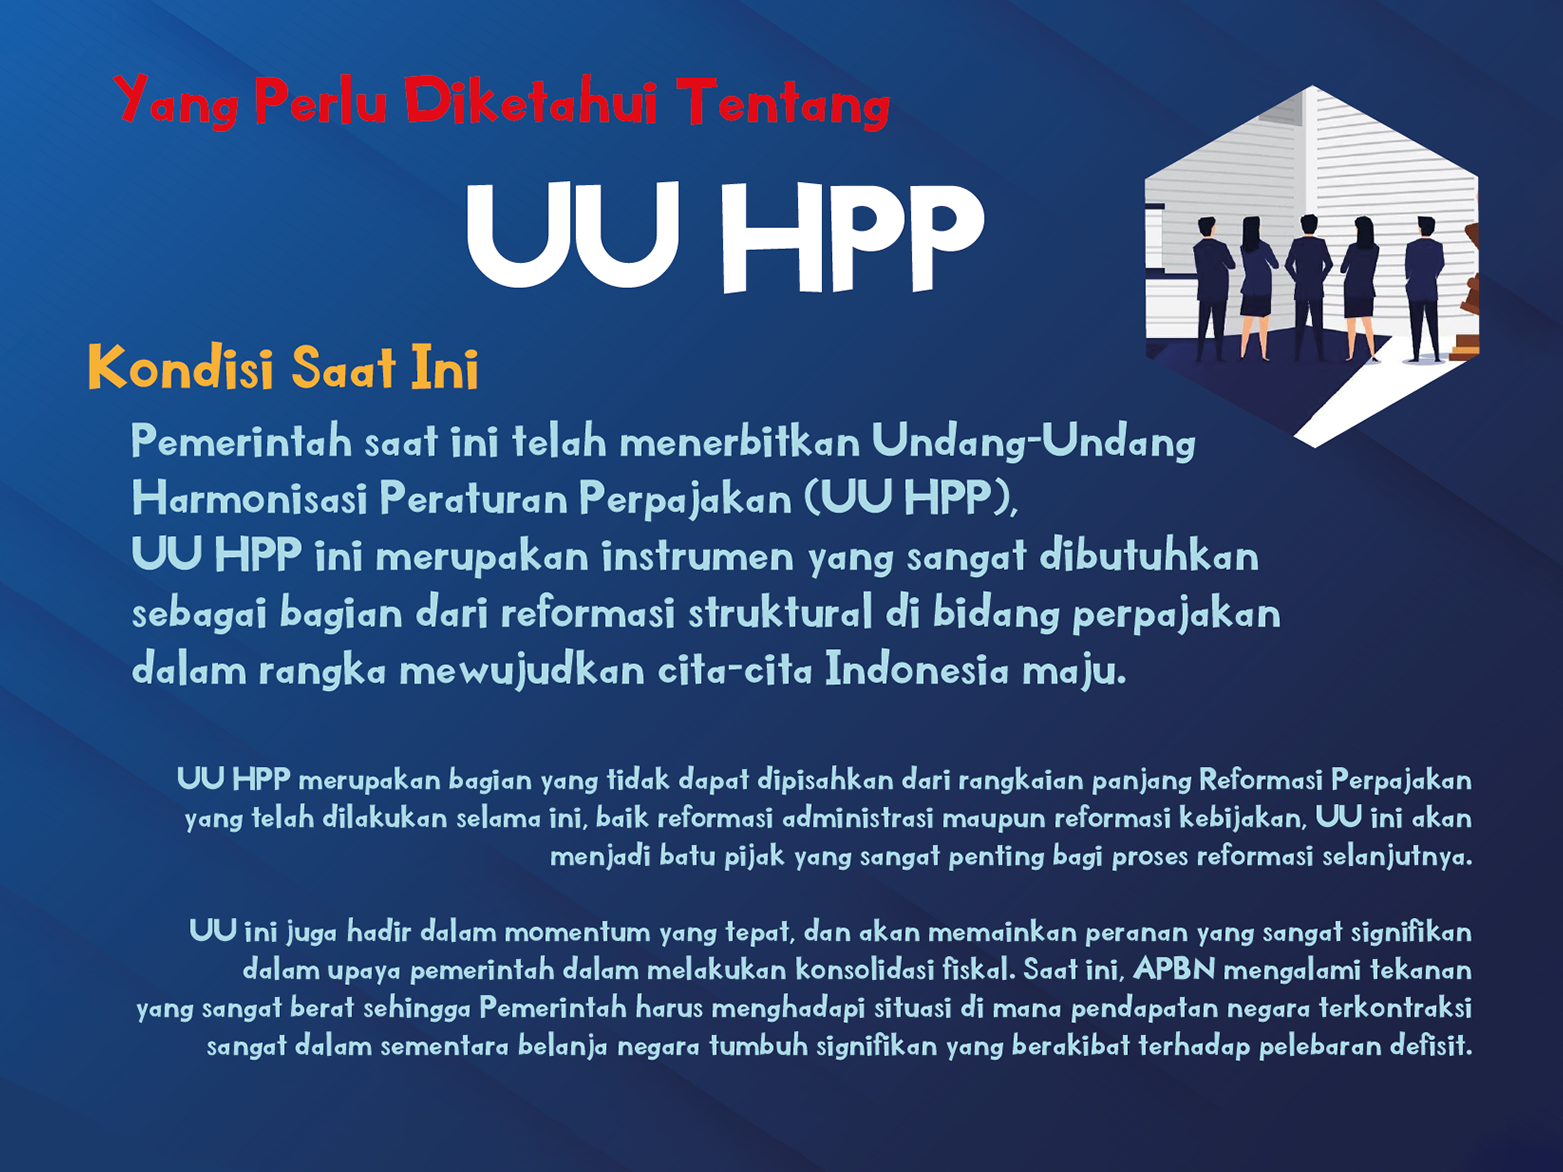 Yang Perlu Diketahui Tentang
UU HPP
Kondisi Saat Ini
Pemerintah saat ini telah menerbitkan Undang-Undang
Harmonisasi Peraturan Perpajakan (UU HPP),
UU HPP ini merupakan instrumen yang sangat dibutuhkan
sebagai bagian dari reformasi struktural di bidang perpajakan
dalam rangka mewujudkan cita-cita Indonesia maju.
UU HPP merupakan bagian yang tidak dapat dipisahkan dari rangkaian panjang Reformasi Perpajakan
yang telah dilakukan selama ini, baik reformasi administrasi maupun reformasi kebijakan, UU ini akan
menjadi batu pijak yang sangat penting bagi proses reformasi selanjutnya.
UU ini juga hadir dalam momentum yang tepat, dan akan memainkan peranan yang sangat signifikan
dalam upaya pemerintah dalam melakukan konsolidasi fiskal. Saat ini, APBN mengalami tekanan
yang sangat berat sehingga Pemerintah harus menghadapi situasi di mana pendapatan negara terkontraksi
sangat dalam sementara belanja negara tumbuh signifikan yang berakibat terhadap pelebaran defisit.